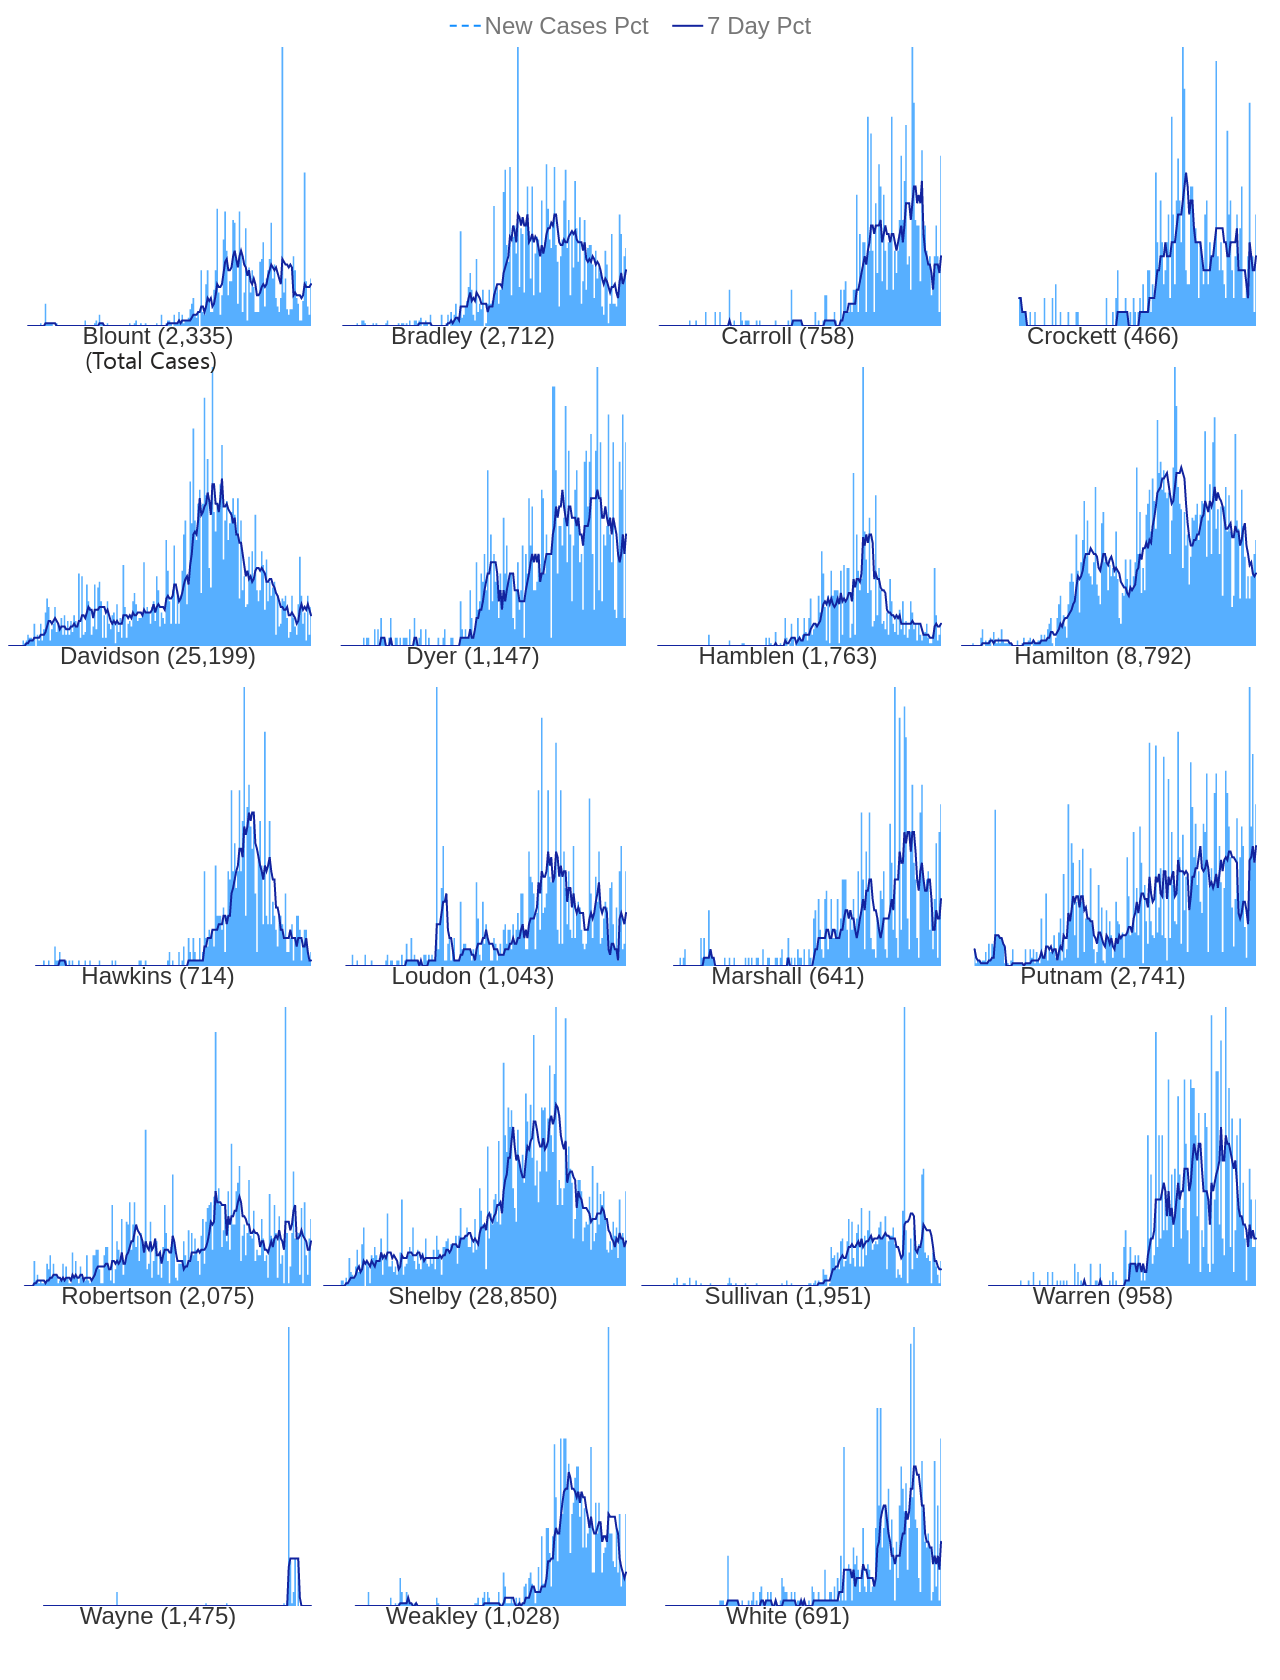 New Cases Pct 7 Day Pct
Blount (2,335) Bradley (2,712) Carroll (758) Crockett (466)
(Total Cases)
Davidson (25,199) Dyer (1,147) Hamblen (1,763) Hamilton (8,792)
Hawkins (714) Loudon (1,043) Marshall (641) Putnam (2,741)
Robertson (2,075) Shelby (28,850) Sullivan (1,951) Warren (958)
Wayne (1,475) Weakley (1,028) White (691)